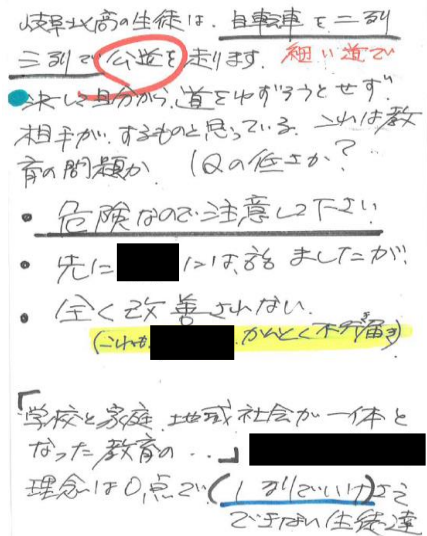 岐阜北高の生徒は、自転車を二列
三列で公道を走ります。細い道で
決して自分から、道をゆずろうとせず、
相手が、するものと思っている。これは教
育の問題か IQの低さか?
・危険なので注意して下さい
・先に には、話しましたが、
・全く改善されない。
(これも、 かんとく不行届き)
「学校と家庭、地域社会が一体と
なった教育の・・」
理念は0点で、(1列でいけさえ
できない生徒達